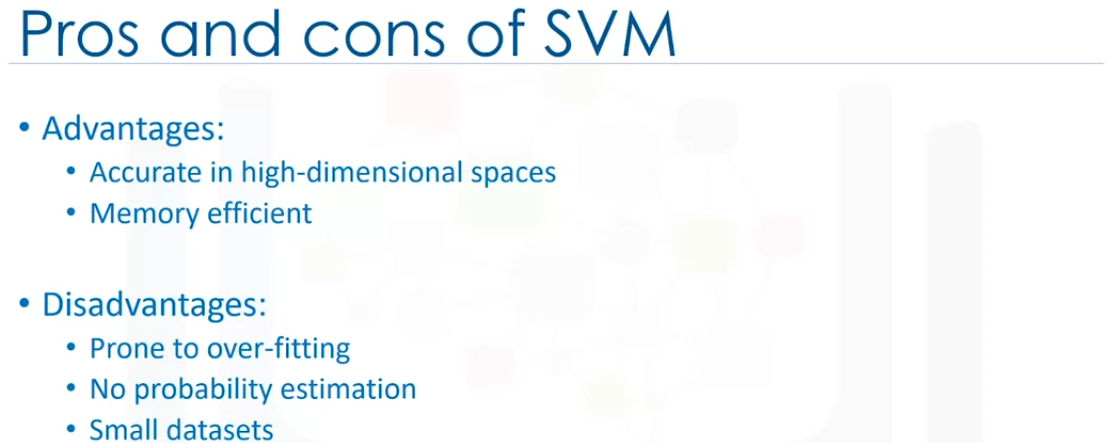 Pros and cons of SVM
• Advantages:
• Accurate in high-dimensional spaces
• Memory efficient
• Disadvantages:
• Prone to over-fitting
• No probability estimation
• Small datasets